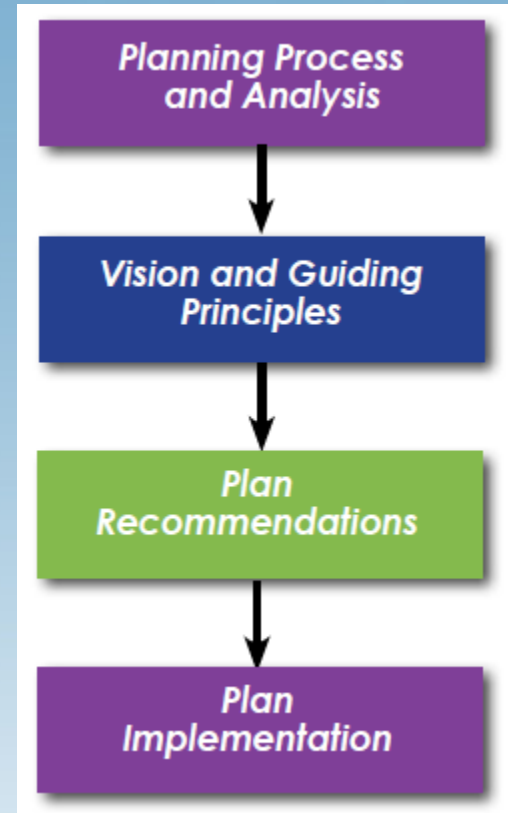 Planning Process
and Analysis
Vision and Guiding
Principles
Plan
Recommendations
Plan
Implementation